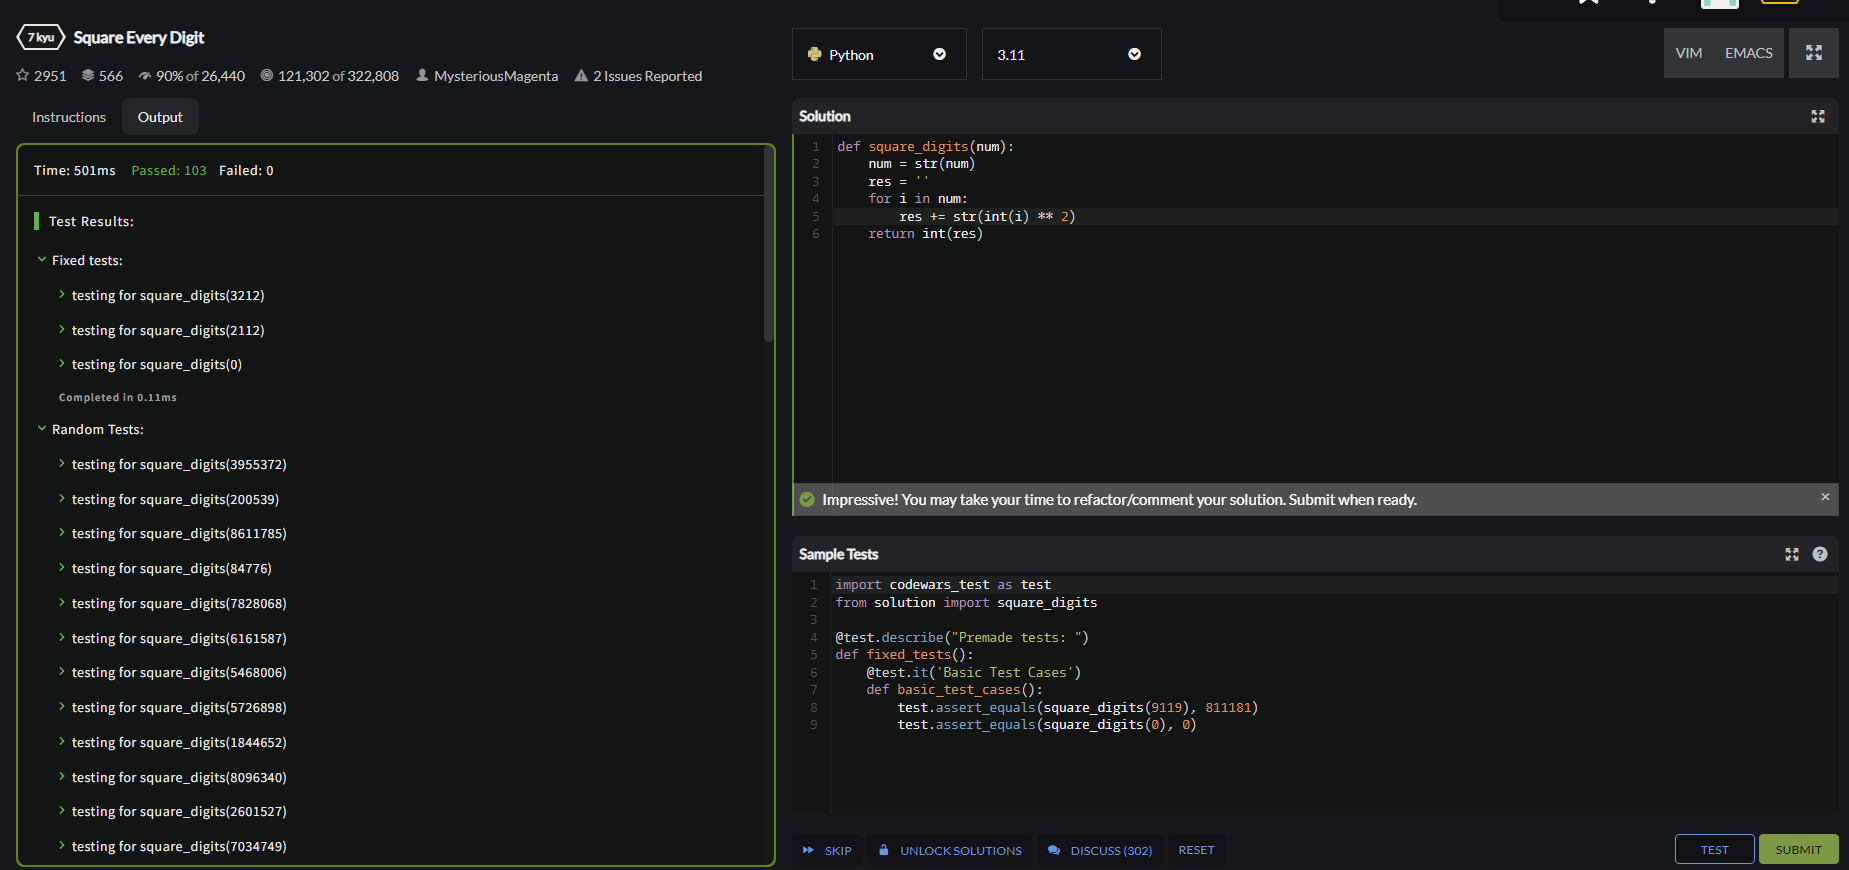 7 kyu Square Every Digit
2951 566 90% of 26,440 121,302 of 322,808 MysteriousMagenta 2 Issues Reported
Instructions Output
Time: 501ms Passed: 103 Failed: 0
Test Results:
Fixed tests:
testing for square_digits(3212)
testing for square_digits(2112)
testing for square_digits(0)
Completed in 0.11ms
Random Tests:
testing for square_digits(3955372)
testing for square_digits(200539)
testing for square_digits(8611785)
testing for square_digits(84776)
testing for square_digits(7828068)
testing for square_digits(6161587)
testing for square_digits(5468006)
testing for square_digits(5726898)
testing for square_digits(1844652)
testing for square_digits(8096340)
testing for square_digits(2601527)
testing for square_digits(7034749)
Python 3.11 VIM EMACS
Solution
1 def square_digits(num):
2 num = str(num)
3 res = ''
4 for i in num:
5 res += str(int(i) ** 2)
6 return int(res)
Impressive! You may take your time to refactor/comment your solution. Submit when ready. ×
Sample Tests ?
1 import codewars_test as test
2 from solution import square_digits
3
4 @test.describe("Premade tests: ")
5 def fixed_tests():
6 @test.it('Basic Test Cases')
7 def basic_test_cases():
8 test.assert_equals(square_digits(9119), 811181)
9 test.assert_equals(square_digits(0), 0)
SKIP UNLOCK SOLUTIONS DISCUSS (302) RESET TEST SUBMIT